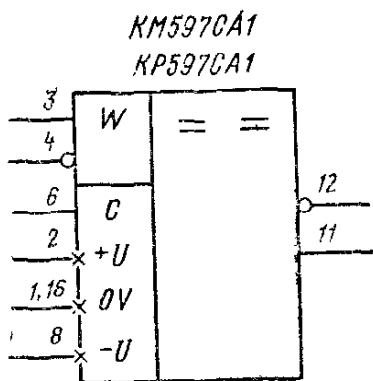 КМ597СА1
КР597СА1
3 W = =
4
6 C
12
2 +U
11
1,16 0V
8 -U